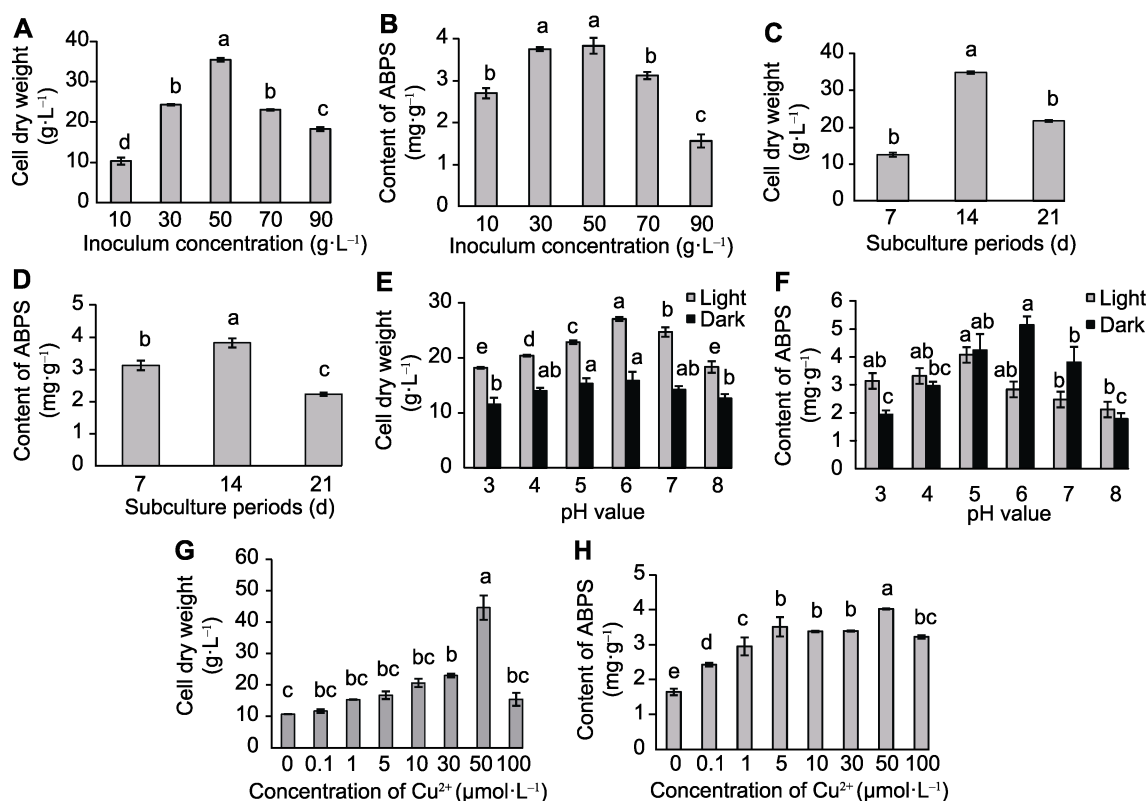 A
Cell dry weight
(g·L⁻¹)
40
30
20
10
0
d
b
a
b
c
10 30 50 70 90
Inoculum concentration (g·L⁻¹)
B
Content of ABPS
(mg·g⁻¹)
4
3
2
1
0
b
a
a
b
c
10 30 50 70 90
Inoculum concentration (g·L⁻¹)
C
Cell dry weight
(g·L⁻¹)
40
30
20
10
0
b
a
b
7 14 21
Subculture periods (d)
D
Content of ABPS
(mg·g⁻¹)
5
4
3
2
1
0
b
a
c
7 14 21
Subculture periods (d)
E
Cell dry weight
(g·L⁻¹)
30
20
10
0
Light
Dark
e
b
d
ab
c
a
a
a
b
ab
e
b
3 4 5 6 7 8
pH value
F
Content of ABPS
(mg·g⁻¹)
6
5
4
3
2
1
0
Light
Dark
ab
c
ab
bc
a
ab
ab
a
b
b
b
c
3 4 5 6 7 8
pH value
G
Cell dry weight
(g·L⁻¹)
60
50
40
30
20
10
0
c
bc
bc
bc
bc
b
a
bc
0 0.1 1 5 10 30 50 100
Concentration of Cu²⁺ (μmol·L⁻¹)
H
Content of ABPS
(mg·g⁻¹)
5
4
3
2
1
0
e
d
c
b
b
b
a
bc
0 0.1 1 5 10 30 50 100
Concentration of Cu²⁺ (μmol·L⁻¹)